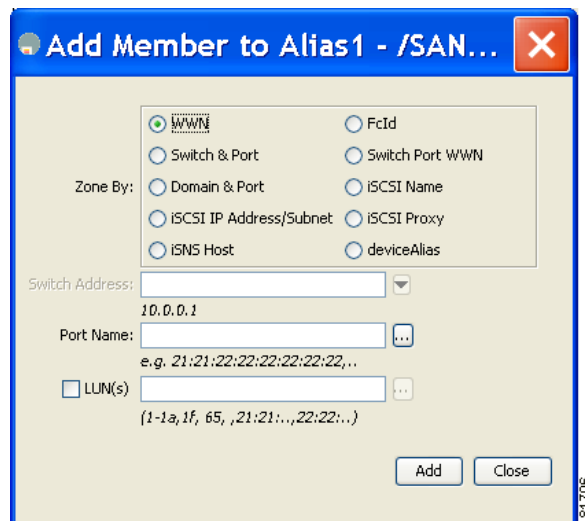 Add Member to Alias1 - /SAN...
WWN FcId
Switch & Port Switch Port WWN
Zone By: Domain & Port iSCSI Name
iSCSI IP Address/Subnet iSCSI Proxy
iSNS Host deviceAlias
Switch Address:
10.0.0.1
Port Name: ...
e.g. 21:21:22:22:22:22:22:22,..
LUN(s) ...
(1-1a,1f, 65, ,21:21:..,22:22:..)
Add Close